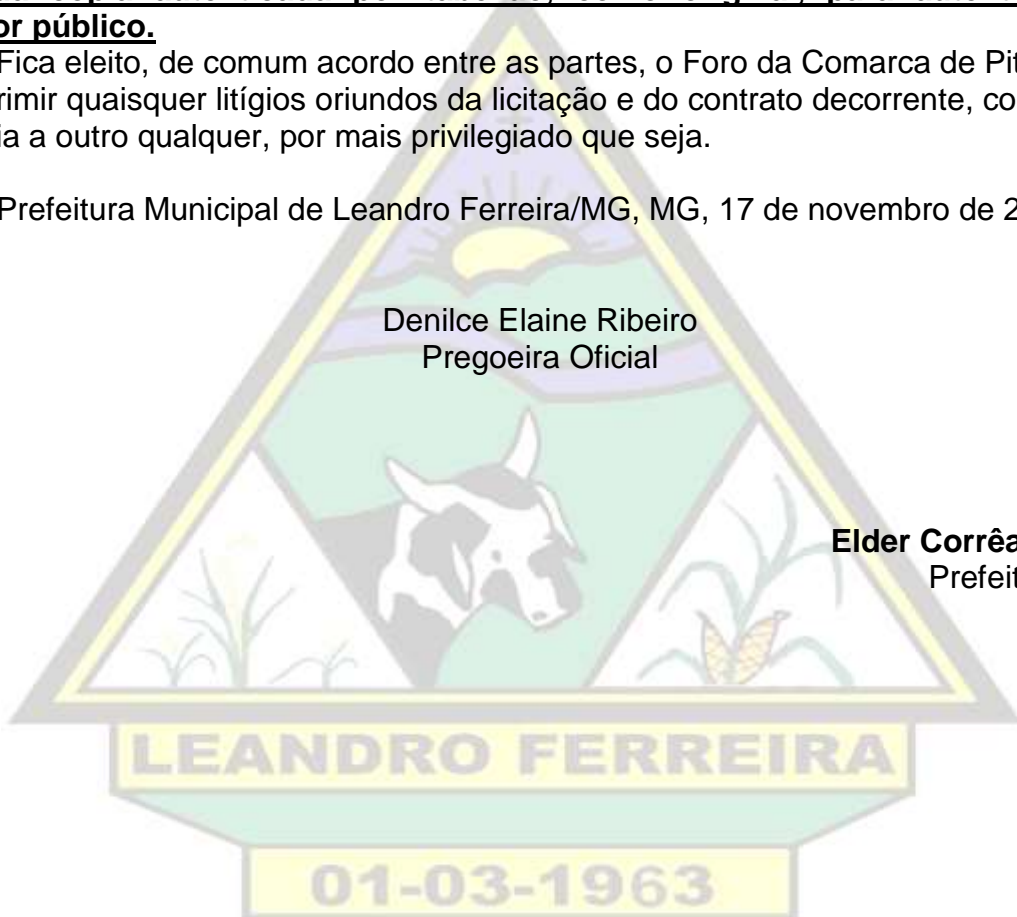 or público.
Fica eleito, de comum acordo entre as partes, o Foro da Comarca de Pit
rimir quaisquer litígios oriundos da licitação e do contrato decorrente, co
ia a outro qualquer, por mais privilegiado que seja.
Prefeitura Municipal de Leandro Ferreira/MG, MG, 17 de novembro de 2
Denilce Elaine Ribeiro
Pregoeira Oficial
Elder Corrêa
Prefeit
LEANDRO FERREIRA
01-03-1963